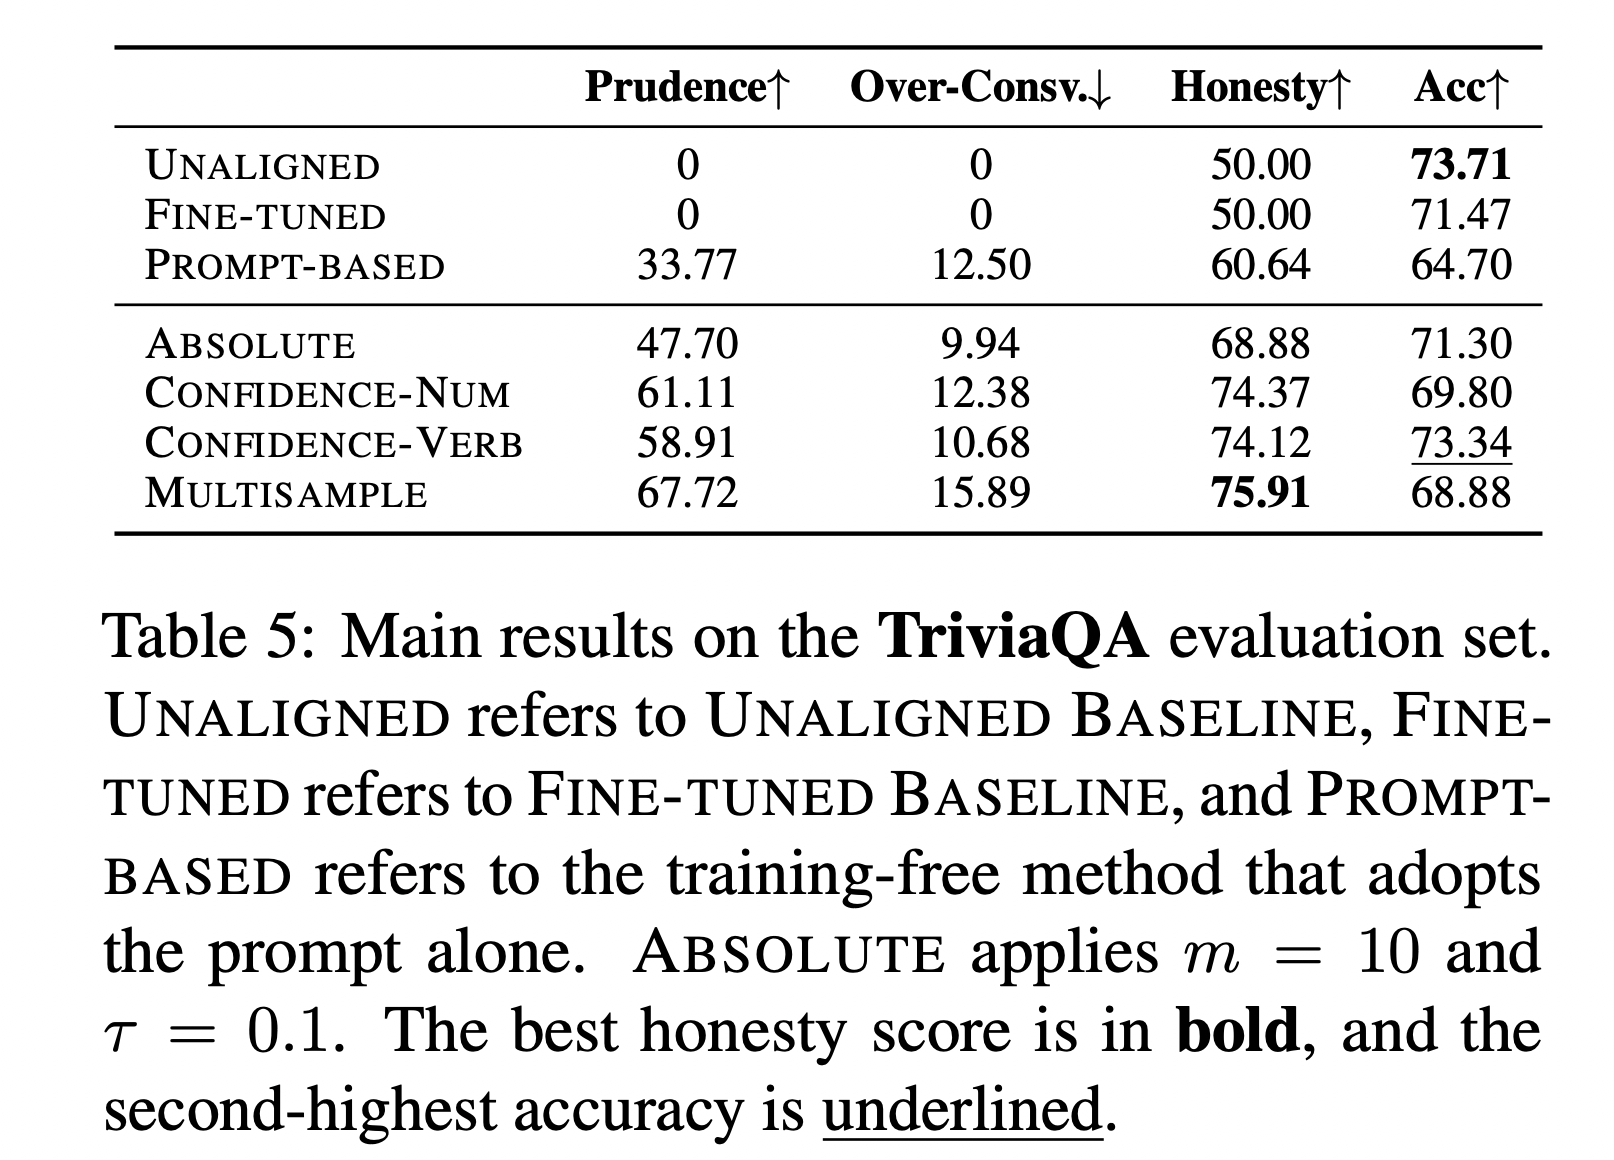 Prudence↑ Over-Consv.↓ Honesty↑ Acc↑
UNALIGNED 0 0 50.00 73.71
FINE-TUNED 0 0 50.00 71.47
PROMPT-BASED 33.77 12.50 60.64 64.70
ABSOLUTE 47.70 9.94 68.88 71.30
CONFIDENCE-NUM 61.11 12.38 74.37 69.80
CONFIDENCE-VERB 58.91 10.68 74.12 73.34
MULTISAMPLE 67.72 15.89 75.91 68.88
Table 5: Main results on the TriviaQA evaluation set.
UNALIGNED refers to UNALIGNED BASELINE, FINE-
TUNED refers to FINE-TUNED BASELINE, and PROMPT-
BASED refers to the training-free method that adopts
the prompt alone. ABSOLUTE applies m = 10 and
τ = 0.1. The best honesty score is in bold, and the
second-highest accuracy is underlined.